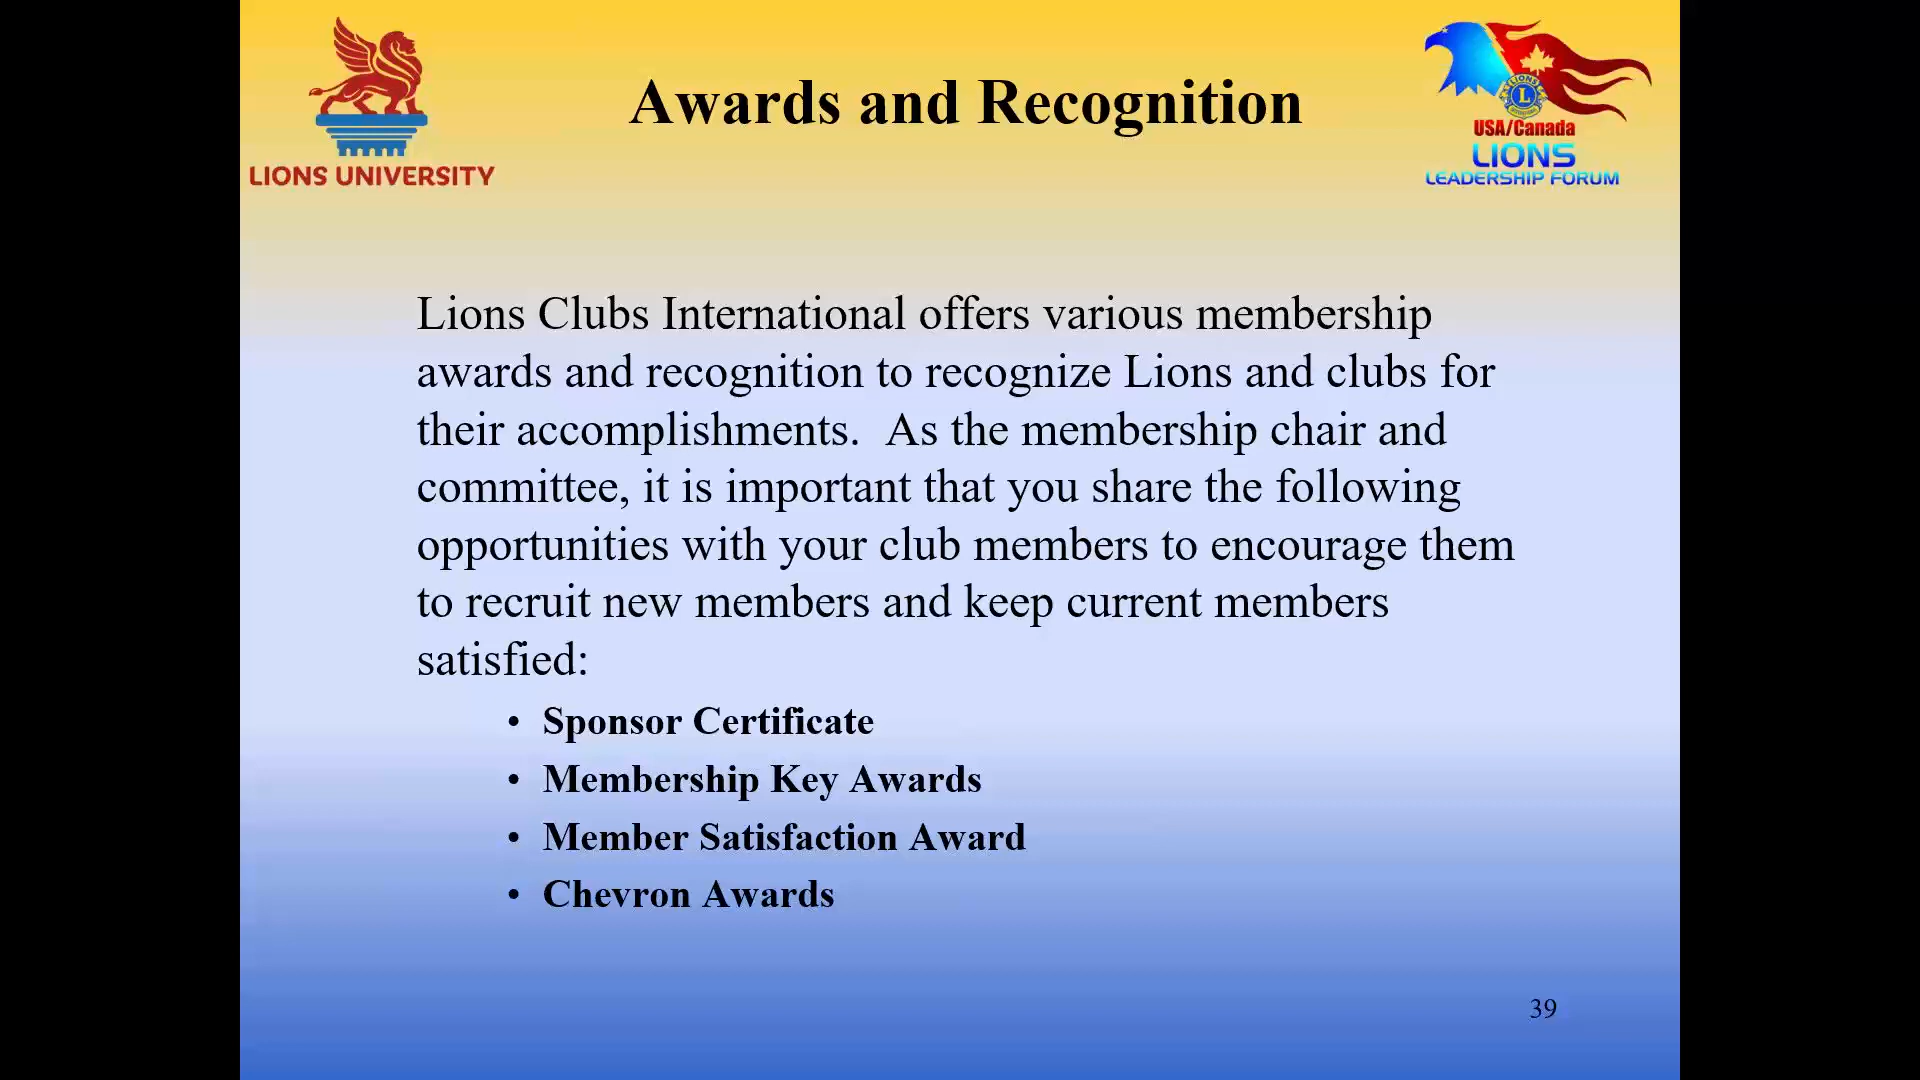 LIONS UNIVERSITY
Awards and Recognition
LIONS
L
USA/Canada
LIONS
LEADERSHIP FORUM
Lions Clubs International offers various membership
awards and recognition to recognize Lions and clubs for
their accomplishments.  As the membership chair and
committee, it is important that you share the following
opportunities with your club members to encourage them
to recruit new members and keep current members
satisfied:
• Sponsor Certificate
• Membership Key Awards
• Member Satisfaction Award
• Chevron Awards
39